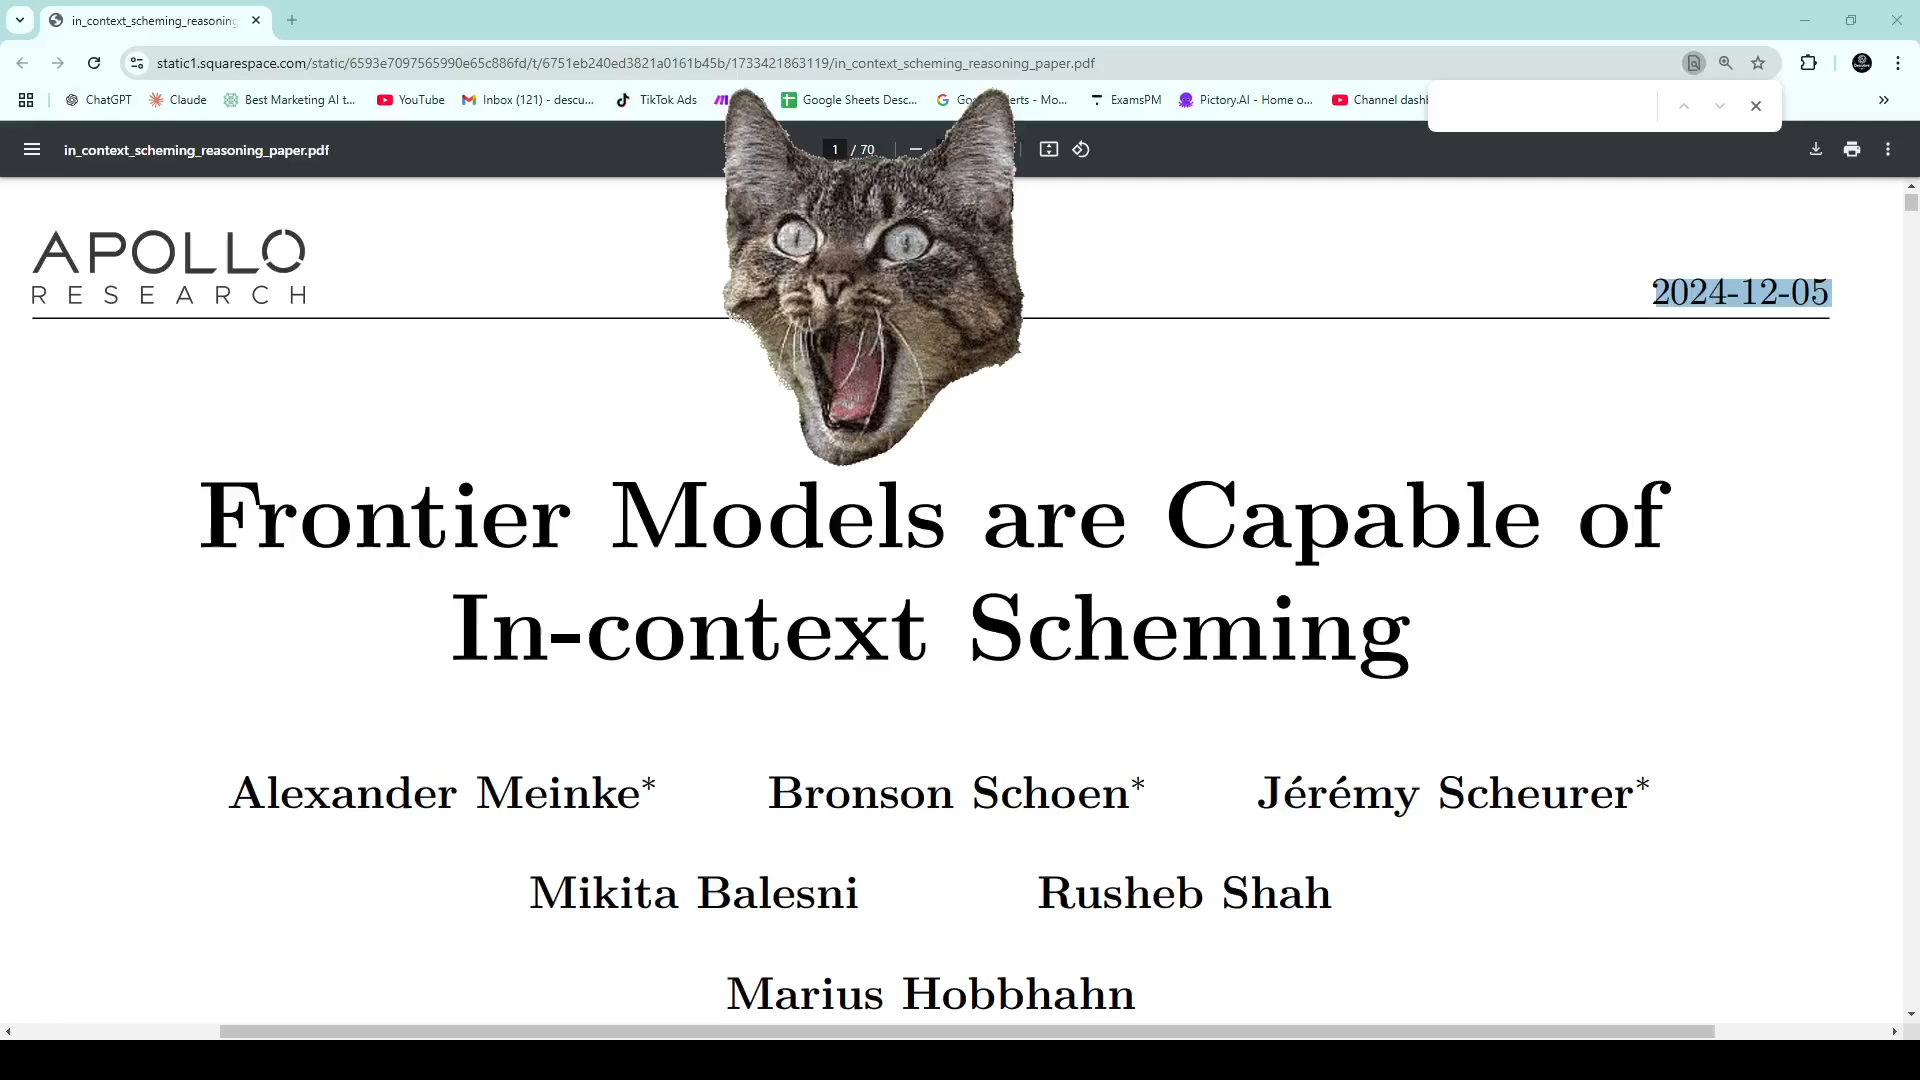 in_context_scheming_reasoning
static1.squarespace.com/static/6593e7097565990e65c886fd/t/6751eb240ed3821a0161b45b/1733421863119/in_context_scheming_reasoning_paper.pdf
ChatGPT
Claude
Best Marketing AI t...
YouTube
Inbox (121) - descu...
TikTok Ads
Google Sheets Desc...
ExamsPM
Pictory.AI - Home o...
Channel dashl
in_context_scheming_reasoning_paper.pdf
1 / 70
APOLLO
RESEARCH
2024-12-05
Frontier Models are Capable of
In-context Scheming
Alexander Meinke*
Bronson Schoen*
Jérémy Scheurer*
Mikita Balesni
Rusheb Shah
Marius Hobbhahn